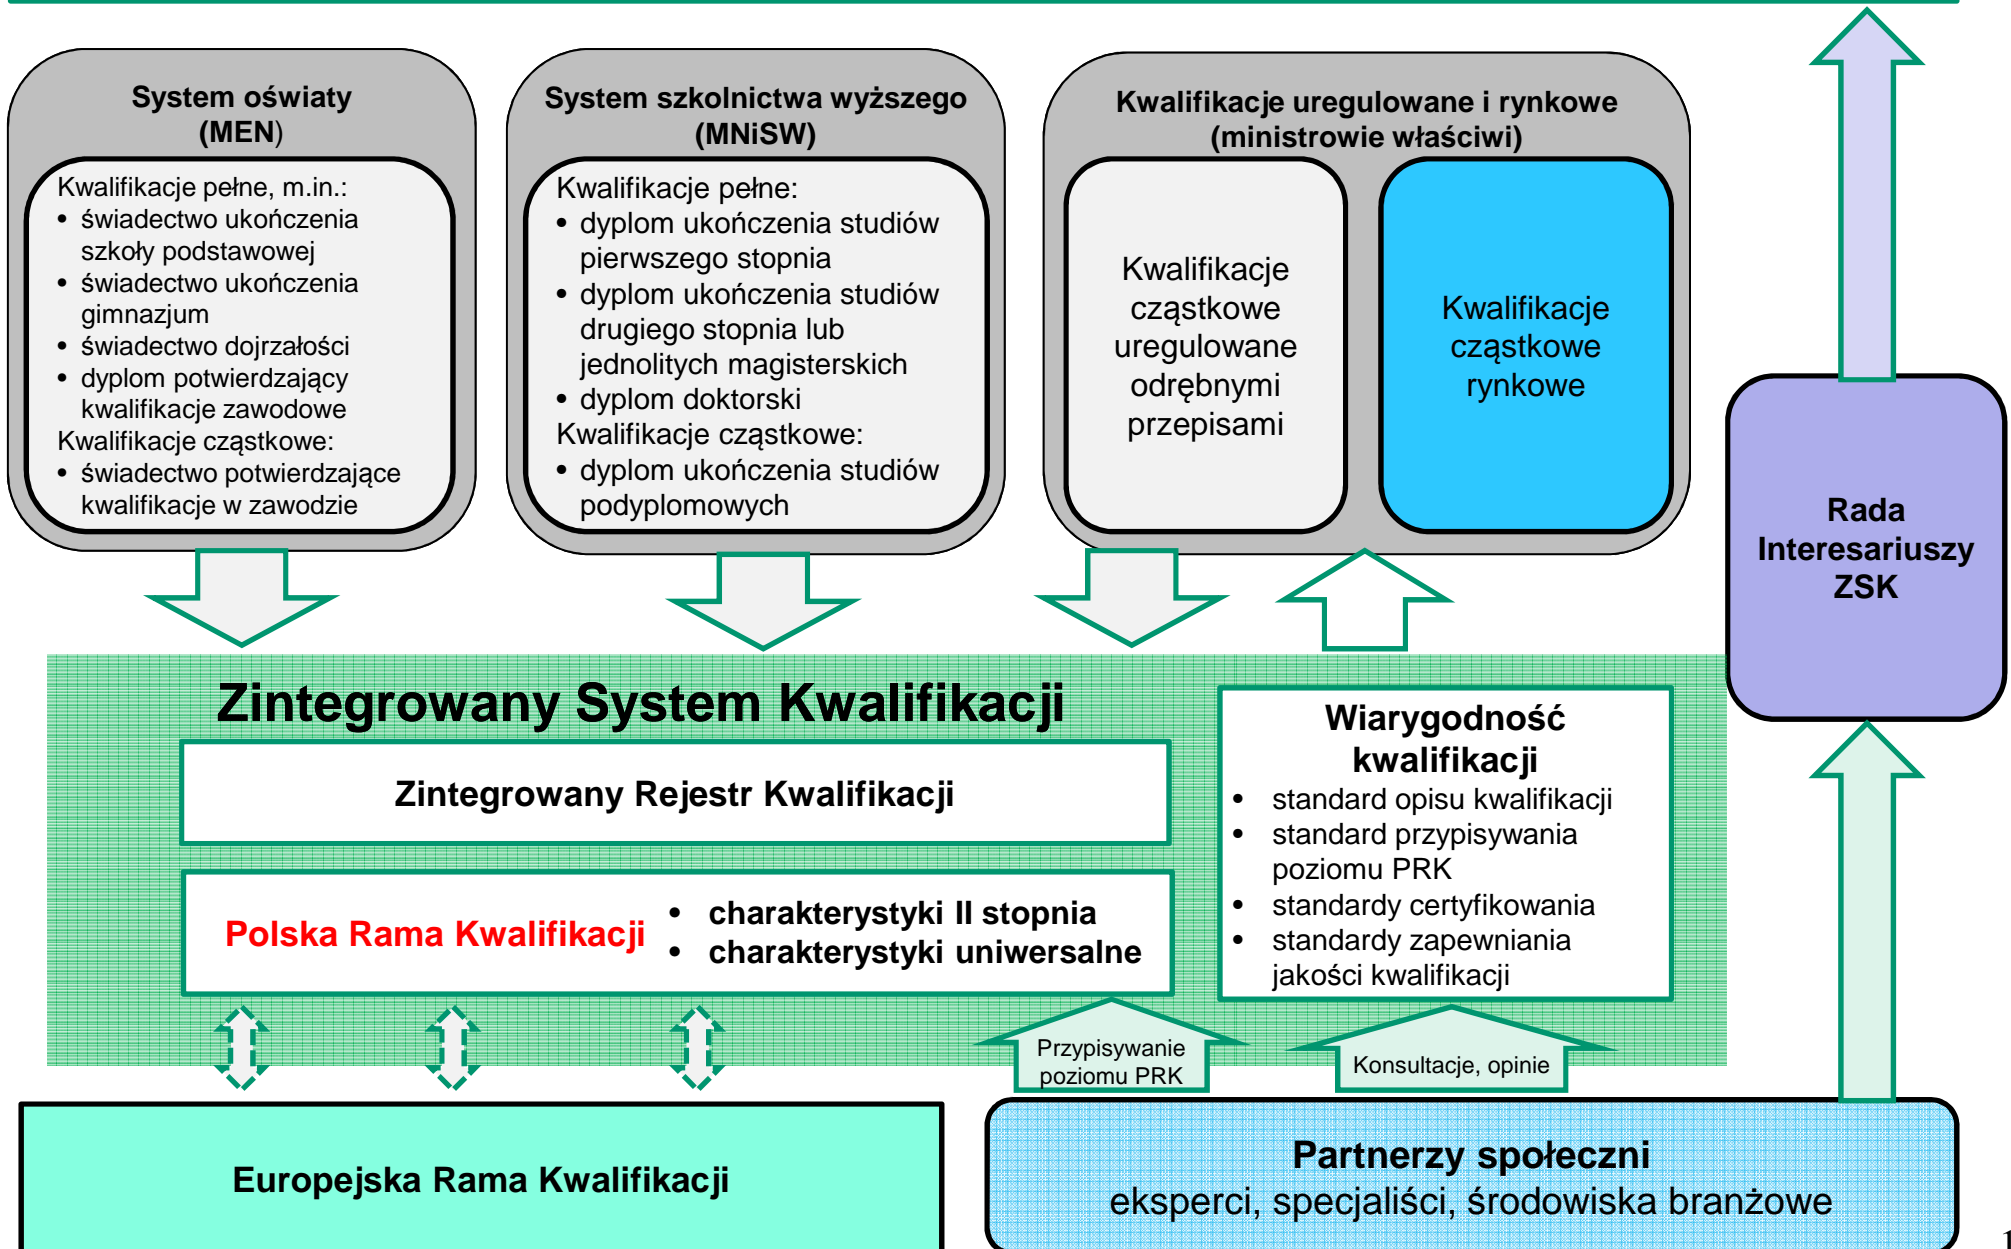 System oświaty
(MEN)
Kwalifikacje pełne, m.in.:
• świadectwo ukończenia
szkoły podstawowej
• świadectwo ukończenia
gimnazjum
• świadectwo dojrzałości
• dyplom potwierdzający
kwalifikacje zawodowe
Kwalifikacje cząstkowe:
• świadectwo potwierdzające
kwalifikacje w zawodzie
System szkolnictwa wyższego
(MNiSW)
Kwalifikacje pełne:
• dyplom ukończenia studiów
pierwszego stopnia
• dyplom ukończenia studiów
drugiego stopnia lub
jednolitych magisterskich
• dyplom doktorski
Kwalifikacje cząstkowe:
• dyplom ukończenia studiów
podyplomowych
Kwalifikacje uregulowane i rynkowe
(ministrowie właściwi)
Kwalifikacje
cząstkowe
uregulowane
odrębnymi
przepisami
Kwalifikacje
cząstkowe
rynkowe
Rada
Interesariuszy
ZSK
Zintegrowany System Kwalifikacji
Zintegrowany Rejestr Kwalifikacji
Polska Rama Kwalifikacji
• charakterystyki II stopnia
• charakterystyki uniwersalne
Wiarygodność
kwalifikacji
• standard opisu kwalifikacji
• standard przypisywania
poziomu PRK
• standardy certyfikowania
• standardy zapewniania
jakości kwalifikacji
Przypisywanie
poziomu PRK
Konsultacje, opinie
Europejska Rama Kwalifikacji
Partnerzy społeczni
eksperci, specjaliści, środowiska branżowe